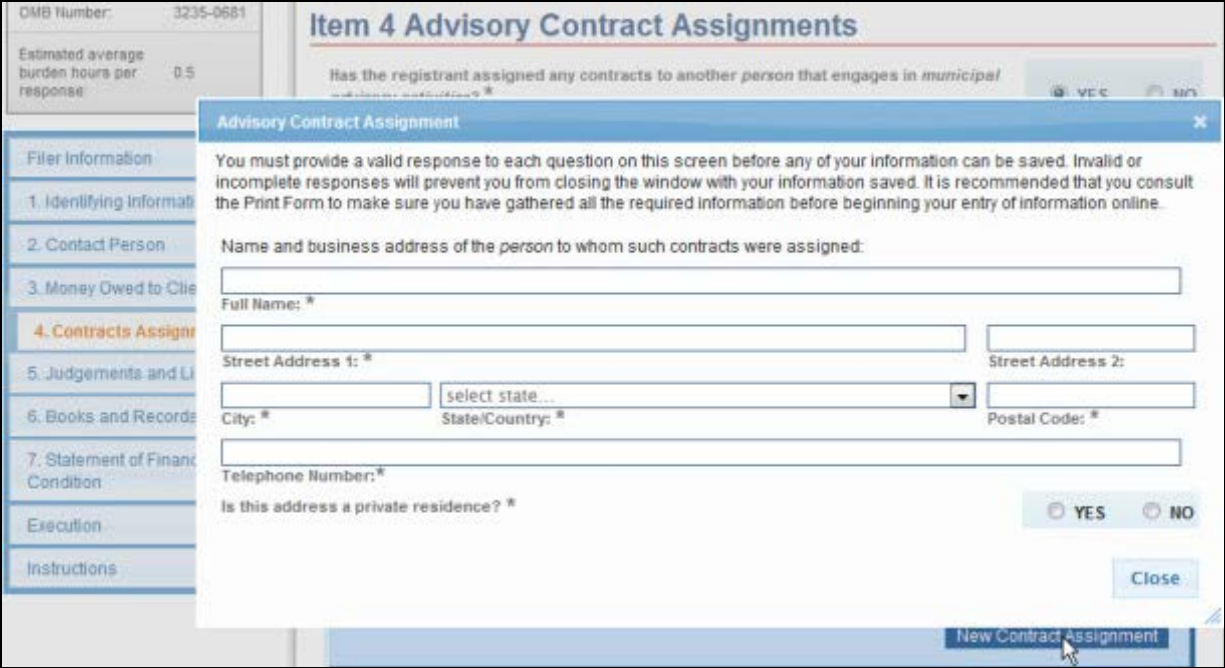 OMB Number: 3235-0681
Estimated average
burden hours per 0.5
response:
Item 4 Advisory Contract Assignments
Has the registrant assigned any contracts to another person that engages in municipal
advisory activities? *
YES NO
Filer Information
1. Identifying Informati
2. Contact Person
3. Money Owed to Clie
4. Contracts Assignm
5. Judgements and Li
6. Books and Records
7. Statement of Financ
Condition
Execution
Instructions
Advisory Contract Assignment
You must provide a valid response to each question on this screen before any of your information can be saved. Invalid or
incomplete responses will prevent you from closing the window with your information saved. It is recommended that you consult
the Print Form to make sure you have gathered all the required information before beginning your entry of information online.
Name and business address of the person to whom such contracts were assigned:
Full Name: *
Street Address 1: * Street Address 2:
select state...
City: * State/Country: * Postal Code: *
Telephone Number:*
Is this address a private residence? *
YES NO
Close
New Contract Assignment